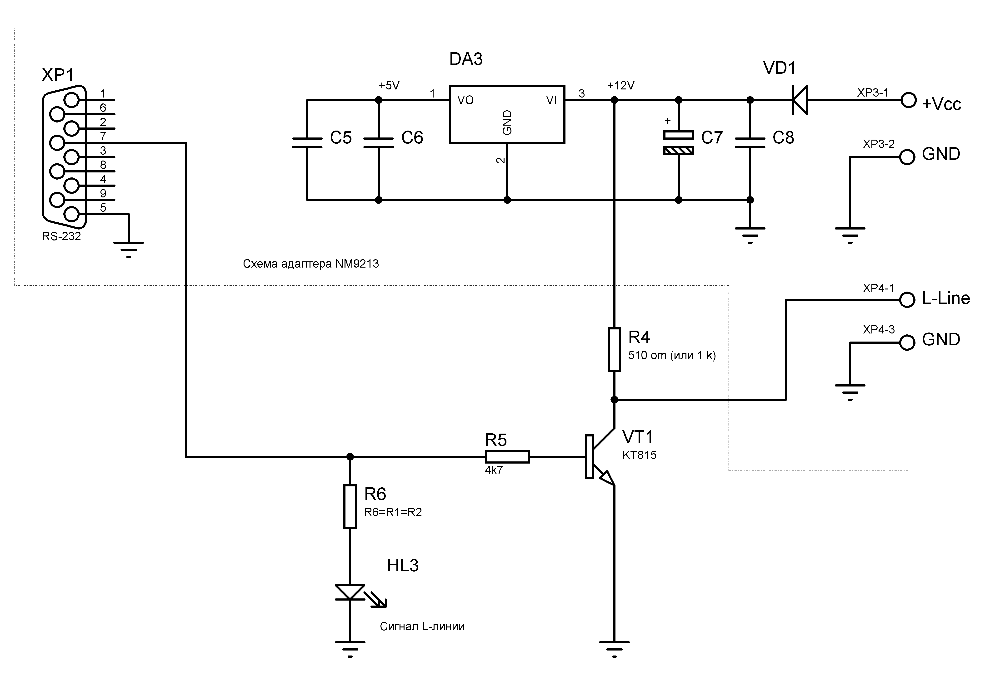 DA3
XP1
VD1
+5V
1
VO
VI
GND
3
+12V
XP3-1
+Vcc
1
6
2
7
3
8
4
9
5
RS-232
C5
C6
2
+
C7
C8
XP3-2
GND
Схема адаптера NM9213
XP4-1
L-Line
XP4-3
GND
R4
510 om (или 1 k)
R5
4k7
VT1
KT815
R6
R6=R1=R2
HL3
Сигнал L-линии